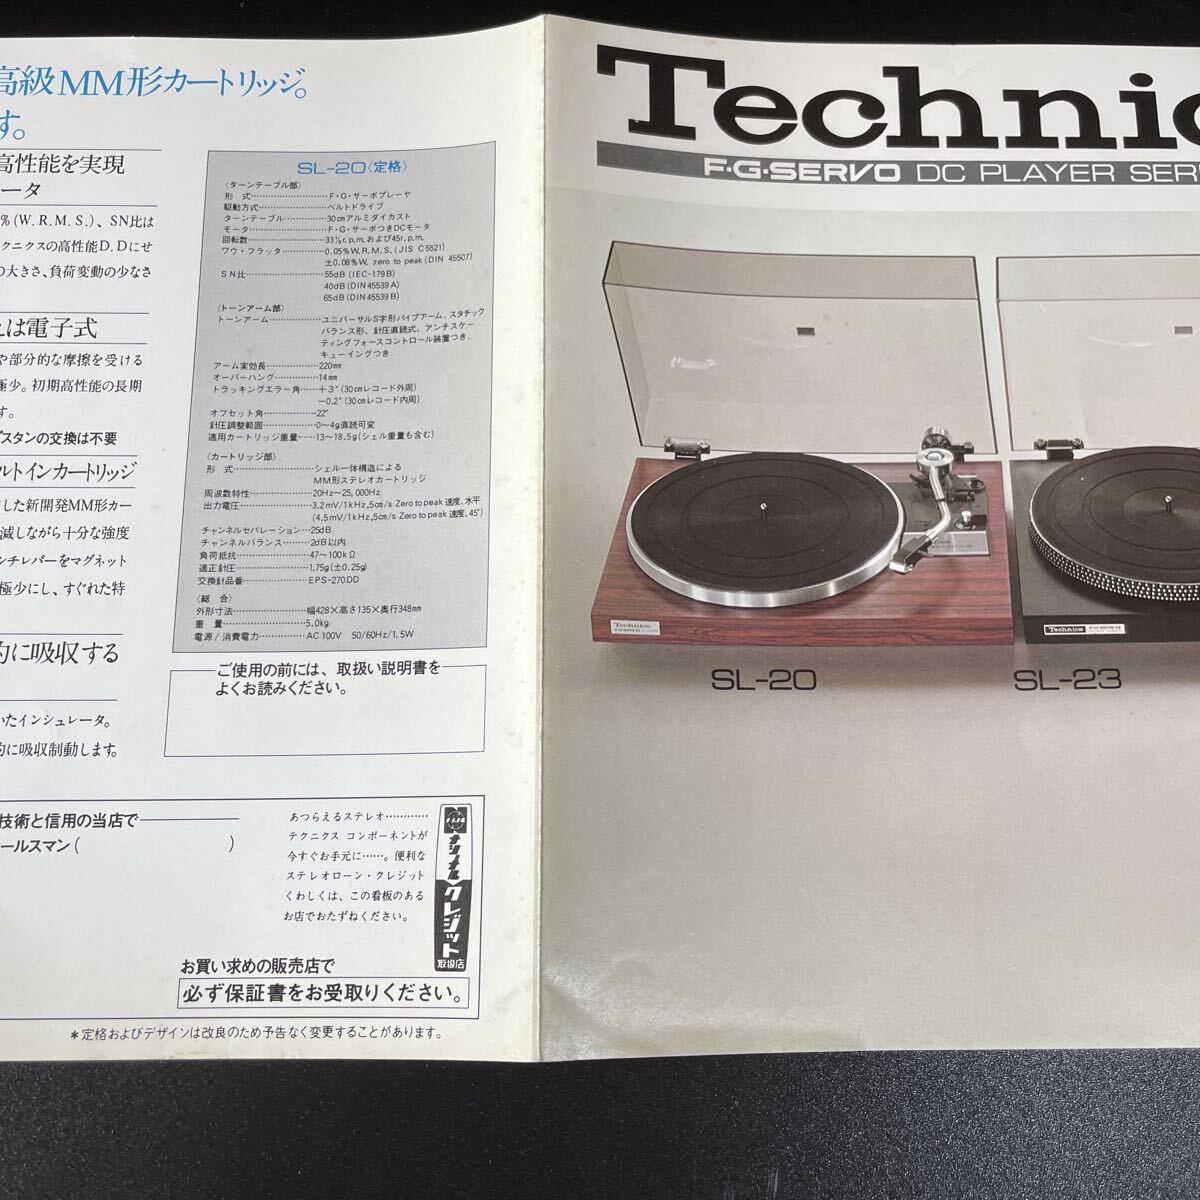 高級MM形カートリッジ。
す。
高性能を実現
ータ
%(W.R.M.S.)、SN比は
クニクスの高性能D.Dにせ
の大きさ、負荷変動の少なさ
は電子式
や部分的な摩擦を受ける
極少。初期高性能の長期
す。
プスタンの交換は不要
ルトインカートリッジ
した新開発MM形カー
減しながら十分な強度
ンチレバーをマグネット
極少にし、すぐれた特
的に吸収する
いたインシュレータ。
的に吸収制動します。
SL-20〈定格〉
〈ターンテーブル部〉
形 式…………………F・G・サーボプレーヤ
駆動方式………………ベルトドライブ
ターンテーブル…………30cmアルミダイカスト
モータ…………………F・G・サーボつきDCモータ
回転数…………………33⅓r.p.m.および45r.p.m.
ワウ・フラッタ…………0.05%W.R.M.S.(JIS C5521)
±0.08%W. zero to peak(DIN 45507)
SN比…………………55dB(IEC-179B)
40dB(DIN45539A)
65dB(DIN45539B)
〈トーンアーム部〉
トーンアーム……………ユニバーサルS字形パイプアーム、スタチック
バランス形、針圧直読式、アンチスケー
ティングフォースコントロール装置つき、
キューイングつき
アーム実効長……………220mm
オーバーハング…………14mm
トラッキングエラー角……+3°(30cmレコード外周)
−0.2°(30cmレコード内周)
オフセット角……………22°
針圧調整範囲……………0〜4g直読可変
適用カートリッジ重量……13〜18.5g(シェル重量も含む)
〈カートリッジ部〉
形 式…………………シェル一体構造による
MM形ステレオカートリッジ
周波数特性………………20Hz〜25,000Hz
出力電圧…………………3.2mV/1kHz,5cm/s Zero to peak 速度、水平
(4.5mV/1kHz,5cm/s Zero to peak 速度、45°)
チャンネルセパレーション…25dB
チャンネルバランス………2dB以内
負荷抵抗…………………47〜100kΩ
適正針圧…………………1.75g(±0.25g)
交換針品番………………EPS-270DD
〈総 合〉
外形寸法…………………幅428×高さ135×奥行348mm
重 量…………………5.0kg
電源/消費電力…………AC100V 50/60Hz/1.5W
ご使用の前には、取扱い説明書を
よくお読みください。
技術と信用の当店で
ールスマン( )
あつらえるステレオ…………
テクニクス コンポーネントが
今すぐお手元に……。便利な
ステレオローン・クレジット
くわしくは、この看板のある
お店でおたずねください。
ナショナル
クレジット
取扱店
お買い求めの販売店で
必ず保証書をお受取りください。
*定格およびデザインは改良のため予告なく変更することがあります。
Technic
F・G・SERVO DC PLAYER SER
Technics
F・G・SERVO
Technics
F・G・SERVO
SL-20
SL-23